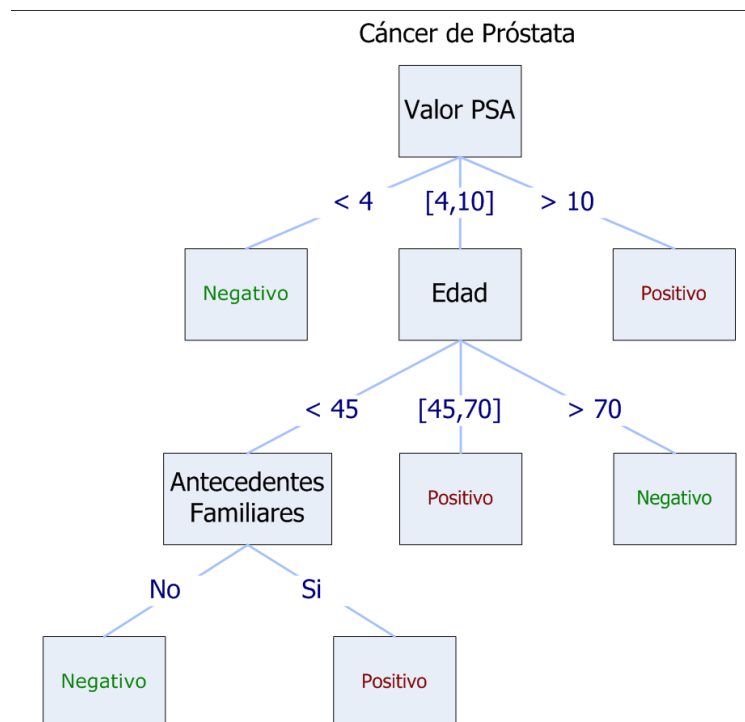 Cáncer de Próstata
Valor PSA
< 4
[4,10]
> 10
Negativo
Edad
Positivo
< 45
[45,70]
> 70
Antecedentes
Familiares
Positivo
Negativo
No
Si
Negativo
Positivo